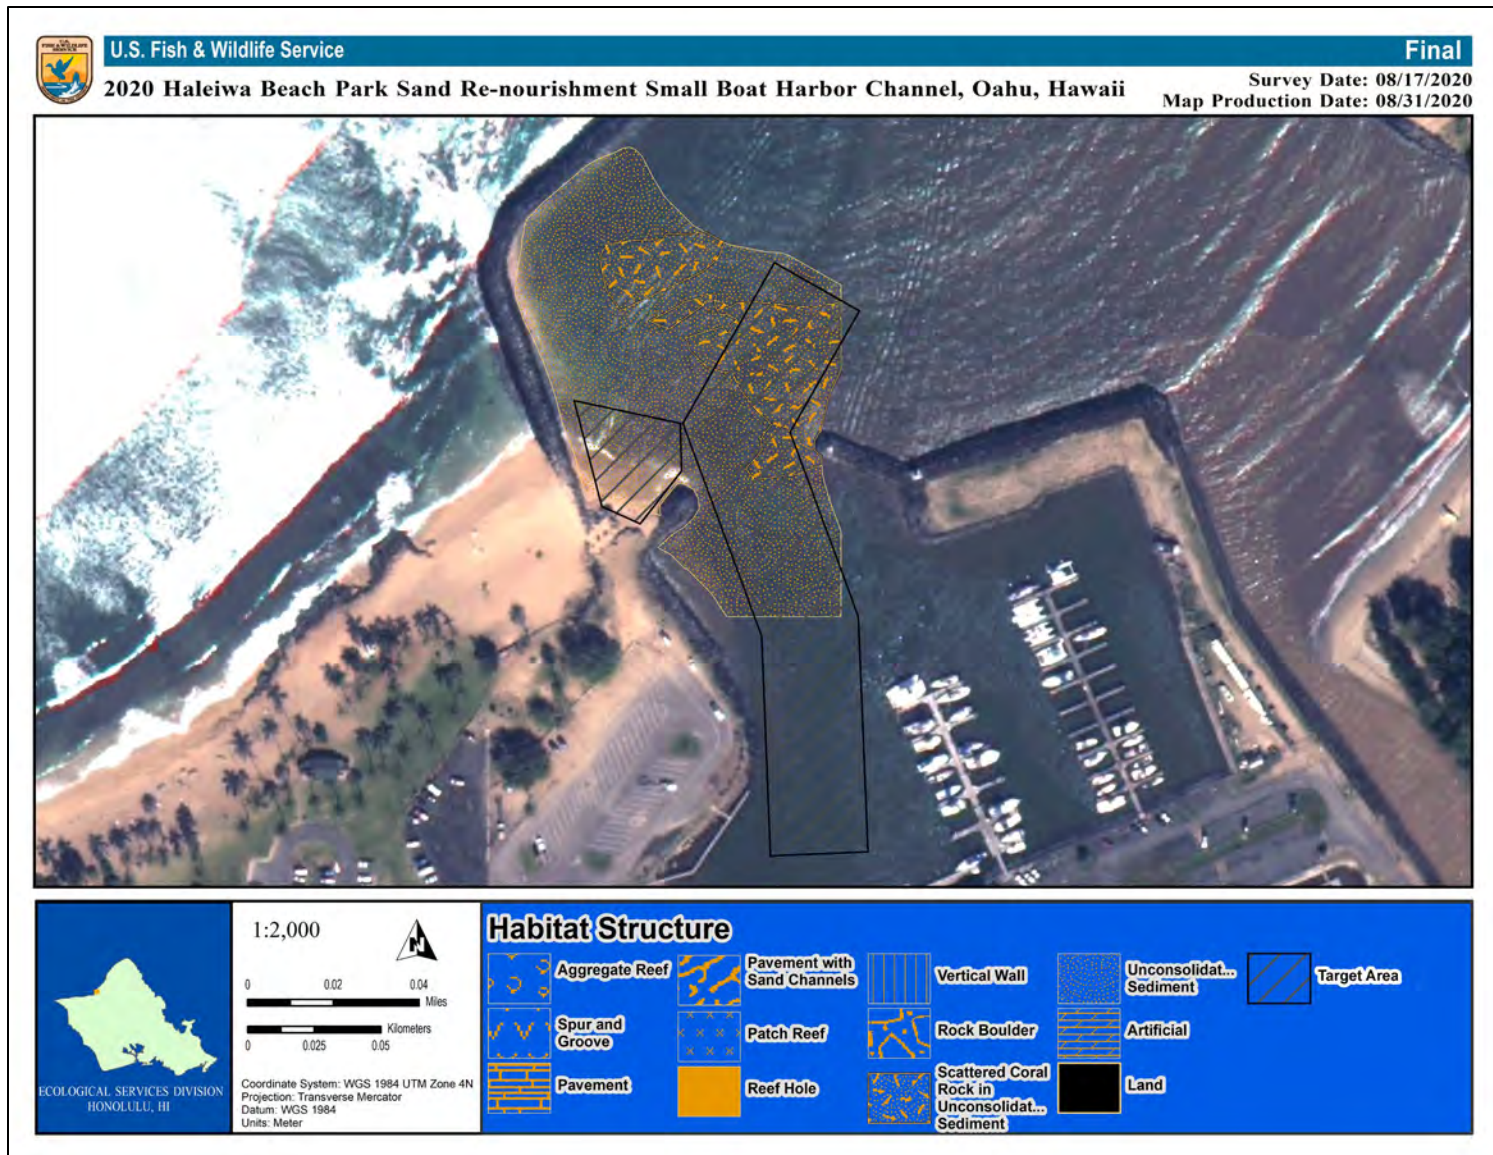 U.S.
FISH & WILDLIFE
SERVICE
U.S. Fish & Wildlife Service
Final
2020 Haleiwa Beach Park Sand Re-nourishment Small Boat Harbor Channel, Oahu, Hawaii
Survey Date: 08/17/2020
Map Production Date: 08/31/2020
ECOLOGICAL SERVICES DIVISION
HONOLULU, HI
1:2,000
N
0 0.02 0.04
Miles
Kilometers
0 0.025 0.05
Coordinate System: WGS 1984 UTM Zone 4N
Projection: Transverse Mercator
Datum: WGS 1984
Units: Meter
Habitat Structure
Aggregate Reef
Spur and
Groove
Pavement
Pavement with
Sand Channels
Patch Reef
Reef Hole
Vertical Wall
Rock Boulder
Scattered Coral
Rock in
Unconsolidat...
Sediment
Unconsolidat...
Sediment
Artificial
Land
Target Area